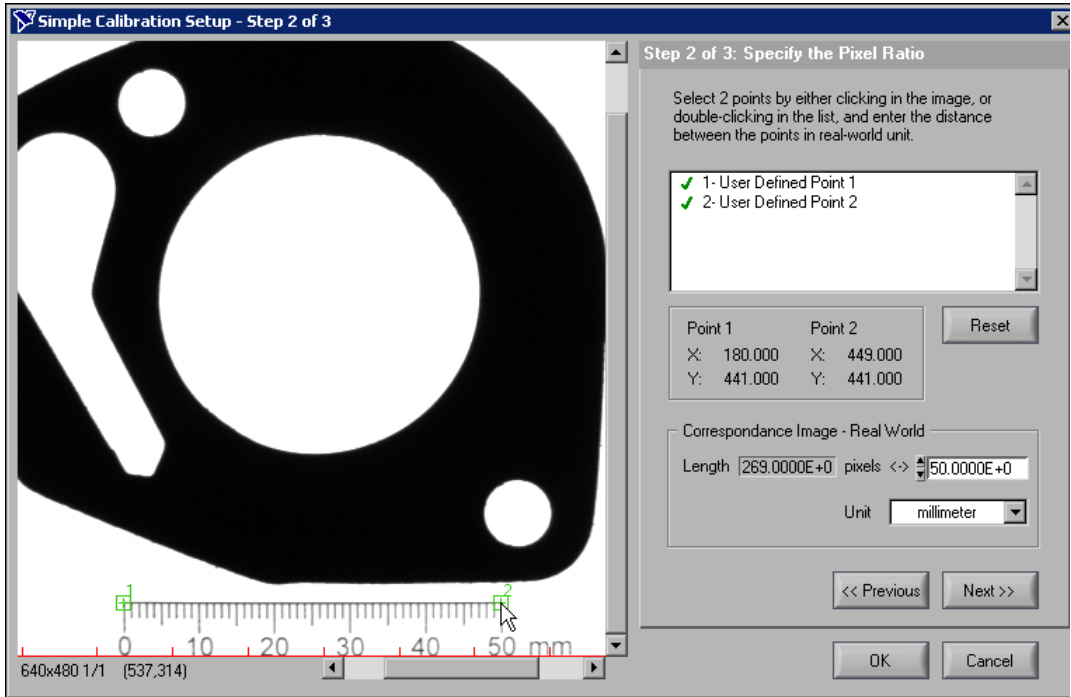 Simple Calibration Setup - Step 2 of 3
Step 2 of 3: Specify the Pixel Ratio
Select 2 points by either clicking in the image, or
double-clicking in the list, and enter the distance
between the points in real-world unit.
1- User Defined Point 1
2- User Defined Point 2
Point 1 Point 2
X: 180.000 X: 449.000
Y: 441.000 Y: 441.000
Reset
Correspondance Image - Real World
Length 269.0000E+0 pixels <-> 50.0000E+0
Unit millimeter
<< Previous Next >>
OK Cancel
1 2
0 10 20 30 40 50 mm
640x480 1/1 (537,314)